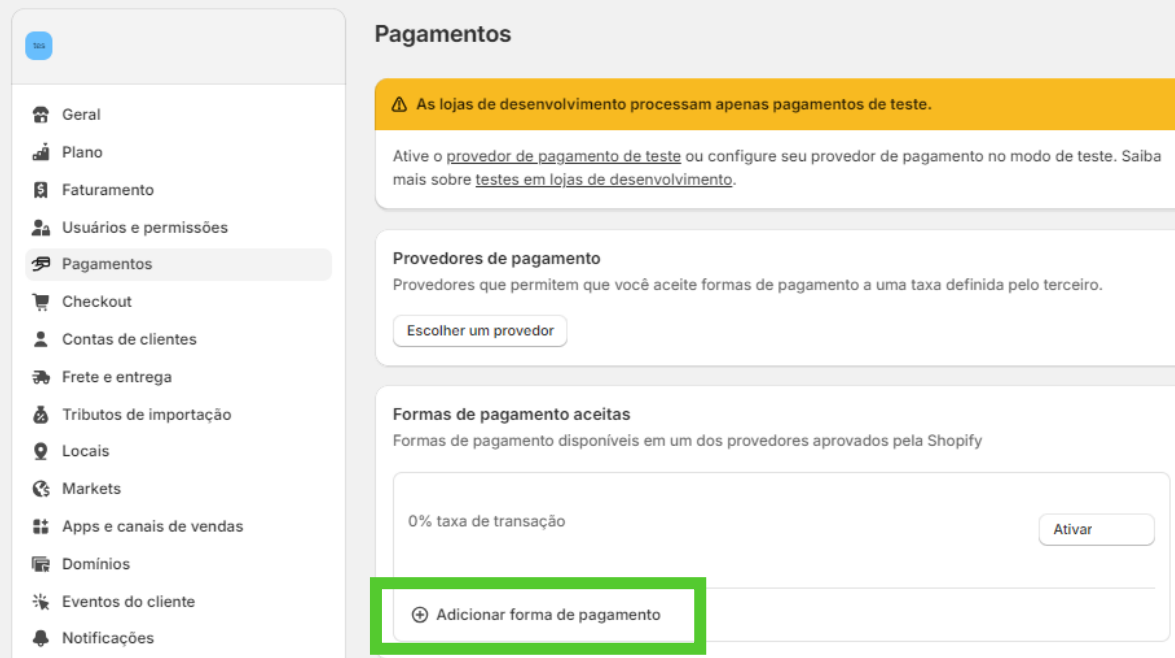 tes
Geral
Plano
Faturamento
Usuários e permissões
Pagamentos
Checkout
Contas de clientes
Frete e entrega
Tributos de importação
Locais
Markets
Apps e canais de vendas
Domínios
Eventos do cliente
Notificações
Pagamentos
As lojas de desenvolvimento processam apenas pagamentos de teste.
Ative o provedor de pagamento de teste ou configure seu provedor de pagamento no modo de teste. Saiba
mais sobre testes em lojas de desenvolvimento.
Provedores de pagamento
Provedores que permitem que você aceite formas de pagamento a uma taxa definida pelo terceiro.
Escolher um provedor
Formas de pagamento aceitas
Formas de pagamento disponíveis em um dos provedores aprovados pela Shopify
0% taxa de transação
Ativar
Adicionar forma de pagamento